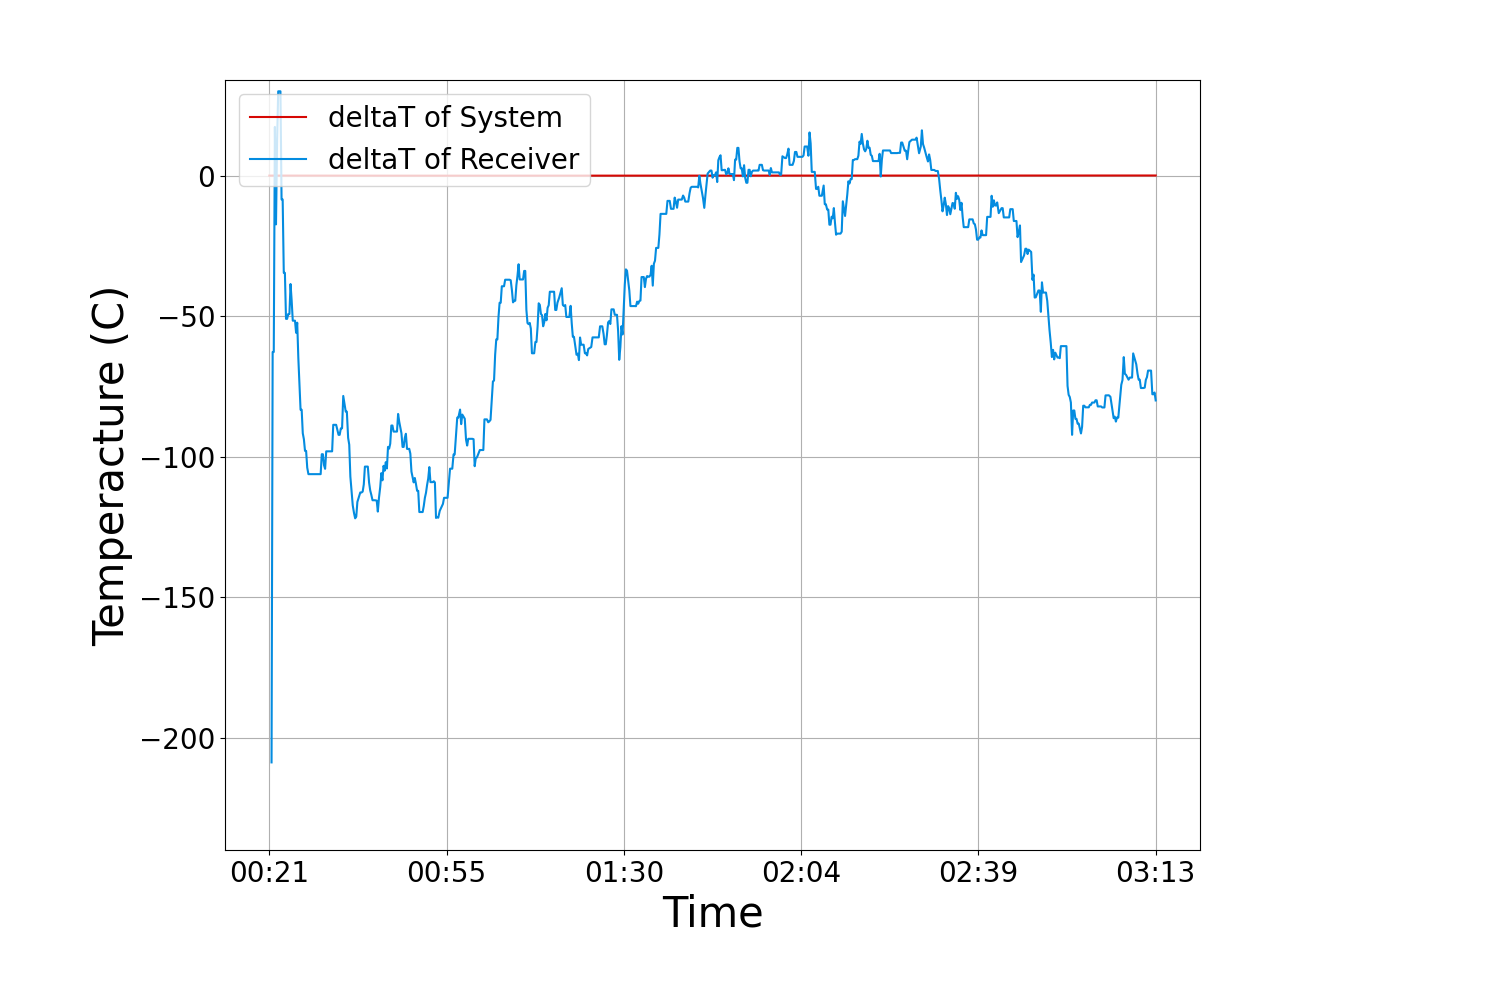 deltaT of System
deltaT of Receiver
0
−50
−100
−150
−200
Temperacture (C)
00:21 00:55 01:30 02:04 02:39 03:13
Time